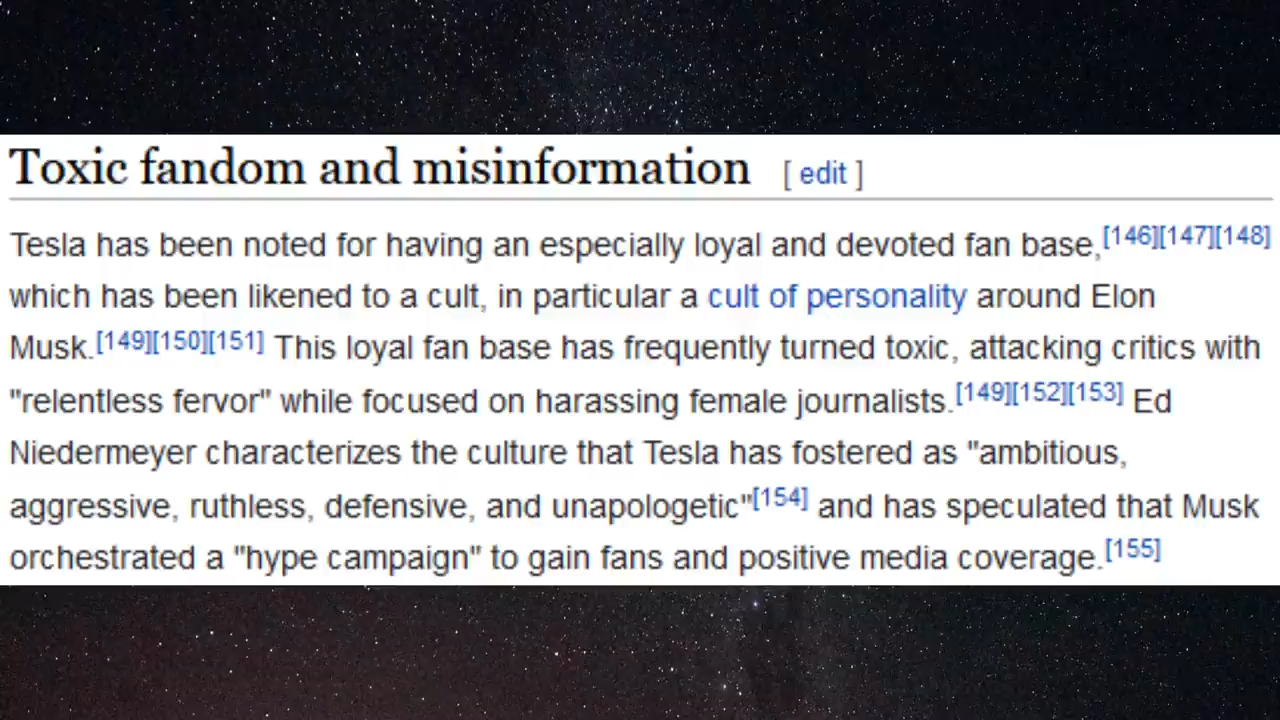 Toxic fandom and misinformation [ edit ]
Tesla has been noted for having an especially loyal and devoted fan base,[146][147][148]
which has been likened to a cult, in particular a cult of personality around Elon
Musk.[149][150][151] This loyal fan base has frequently turned toxic, attacking critics with
"relentless fervor" while focused on harassing female journalists.[149][152][153] Ed
Niedermeyer characterizes the culture that Tesla has fostered as "ambitious,
aggressive, ruthless, defensive, and unapologetic"[154] and has speculated that Musk
orchestrated a "hype campaign" to gain fans and positive media coverage.[155]